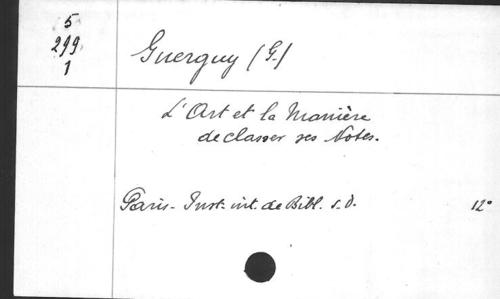 5
299
1
Guerguy (G.)
L'Art et la Manière
de classer ses Notes.
Paris - Inst. int. de Bibl. s. d. 12°